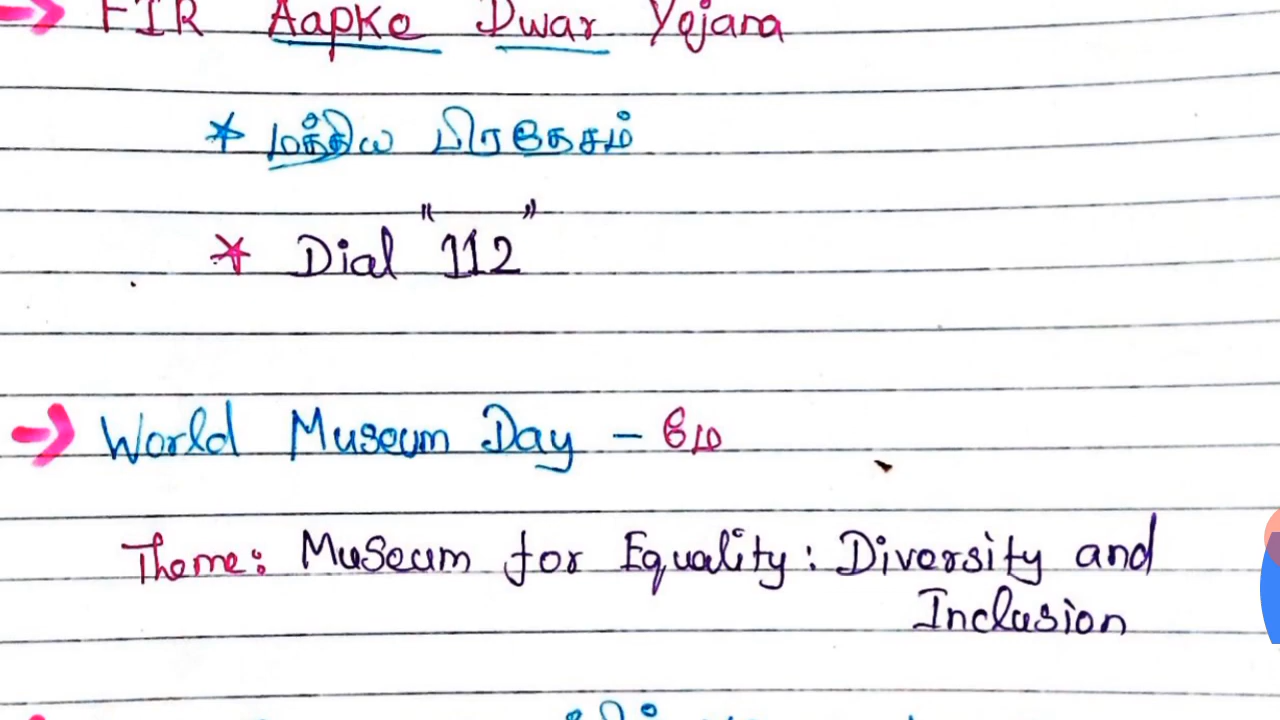 → FIR Aapke Dwar Yojana
* மத்திய பிரதேசம்
* Dial "112"
→ World Museum Day - மே
Theme: Museum for Equality: Diversity and
Inclusion